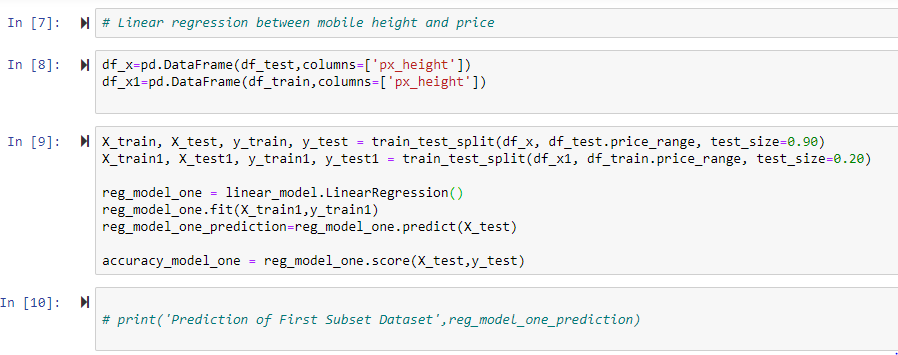 In [7]:
# Linear regression between mobile height and price
In [8]:
df_x=pd.DataFrame(df_test,columns=['px_height'])
df_x1=pd.DataFrame(df_train,columns=['px_height'])
In [9]:
X_train, X_test, y_train, y_test = train_test_split(df_x, df_test.price_range, test_size=0.90)
X_train1, X_test1, y_train1, y_test1 = train_test_split(df_x1, df_train.price_range, test_size=0.20)
reg_model_one = linear_model.LinearRegression()
reg_model_one.fit(X_train1,y_train1)
reg_model_one_prediction=reg_model_one.predict(X_test)
accuracy_model_one = reg_model_one.score(X_test,y_test)
In [10]:
# print('Prediction of First Subset Dataset',reg_model_one_prediction)